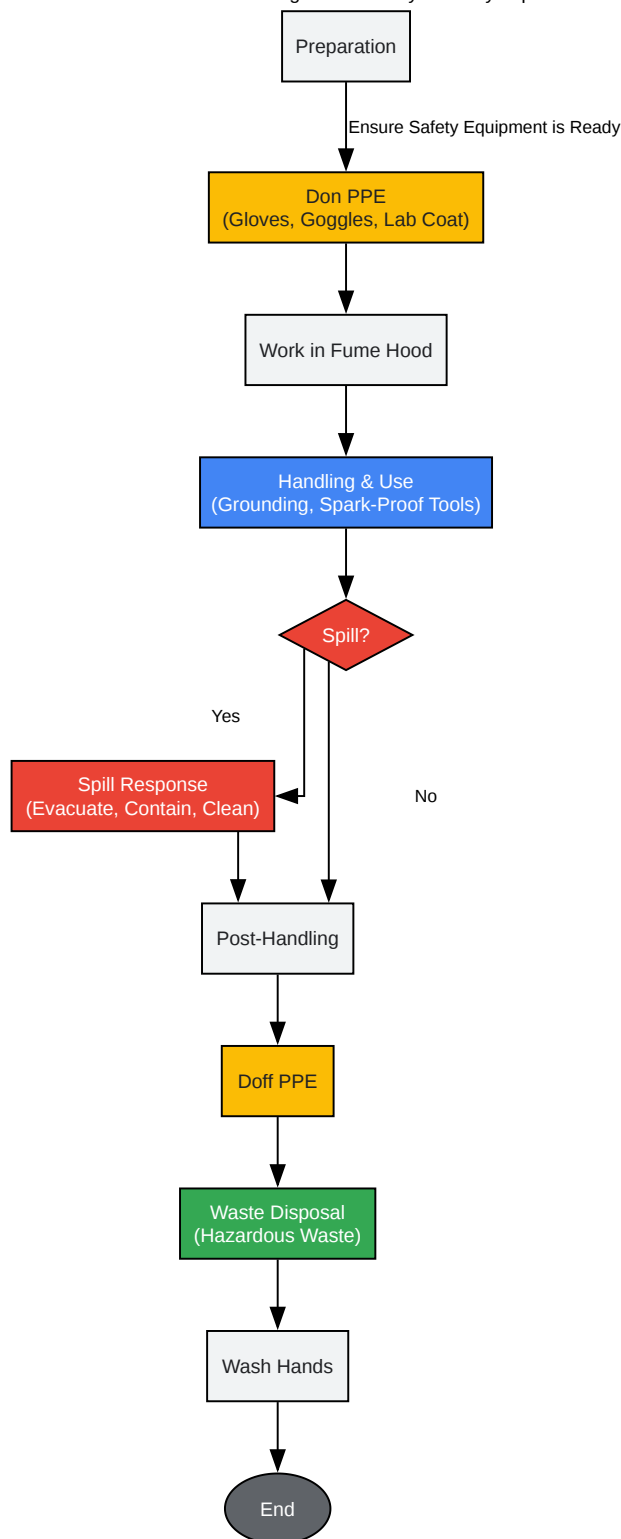 Preparation
Ensure Safety Equipment is Ready
Don PPE
(Gloves, Goggles, Lab Coat)
Work in Fume Hood
Handling & Use
(Grounding, Spark-Proof Tools)
Spill?
Yes
Spill Response
(Evacuate, Contain, Clean)
No
Post-Handling
Doff PPE
Waste Disposal
(Hazardous Waste)
Wash Hands
End